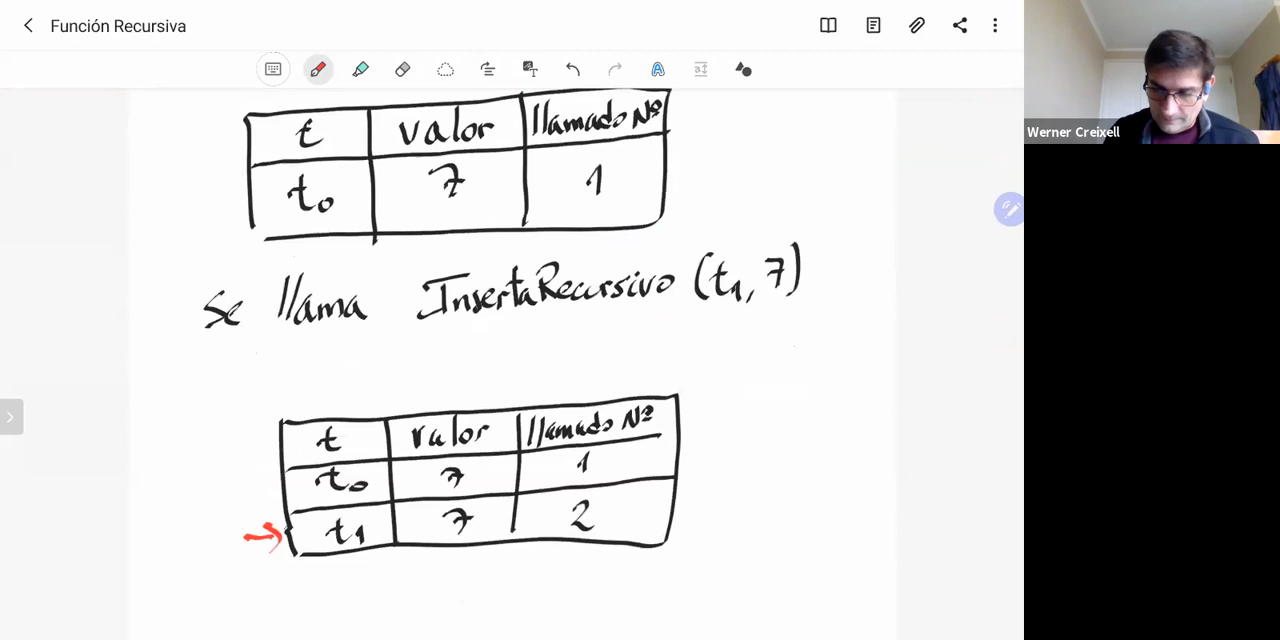 Función Recursiva
Werner Creixell
t valor llamado Nº
t₀ 7 1
Se llama InsertaRecursivo (t₁, 7)
t valor llamado Nº
t₀ 7 1
→ t₁ 7 2